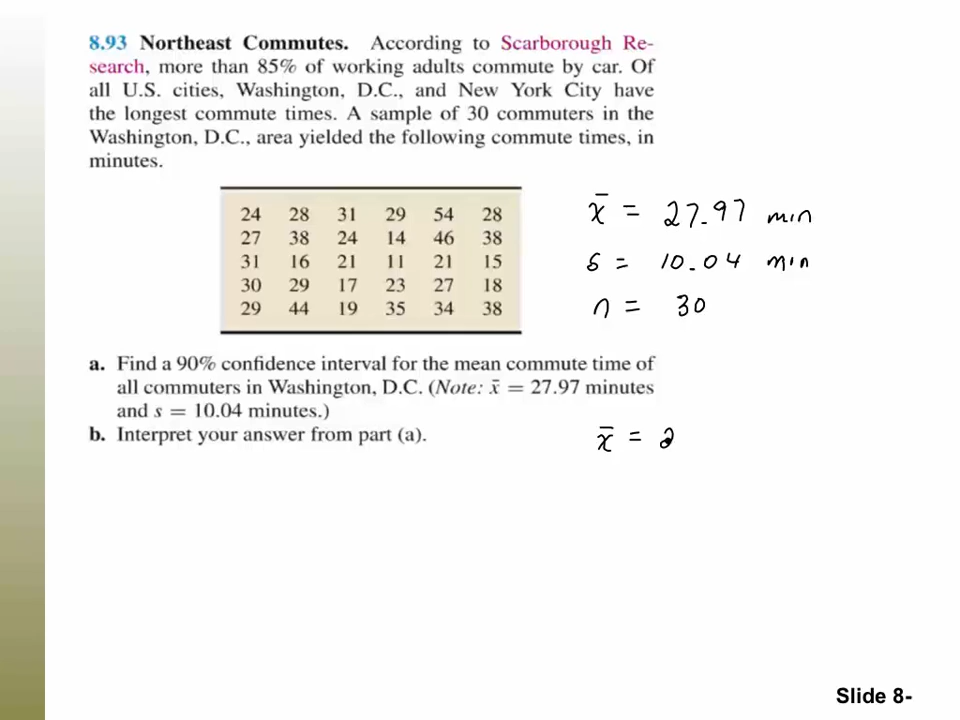 8.93 Northeast Commutes. According to Scarborough Re-
search, more than 85% of working adults commute by car. Of
all U.S. cities, Washington, D.C., and New York City have
the longest commute times. A sample of 30 commuters in the
Washington, D.C., area yielded the following commute times, in
minutes.
24 28 31 29 54 28
27 38 24 14 46 38
31 16 21 11 21 15
30 29 17 23 27 18
29 44 19 35 34 38
x̄ = 27.97 min
s = 10.04 min
n = 30
a. Find a 90% confidence interval for the mean commute time of
all commuters in Washington, D.C. (Note: x̄ = 27.97 minutes
and s = 10.04 minutes.)
b. Interpret your answer from part (a).
x̄ = 2
Slide 8-